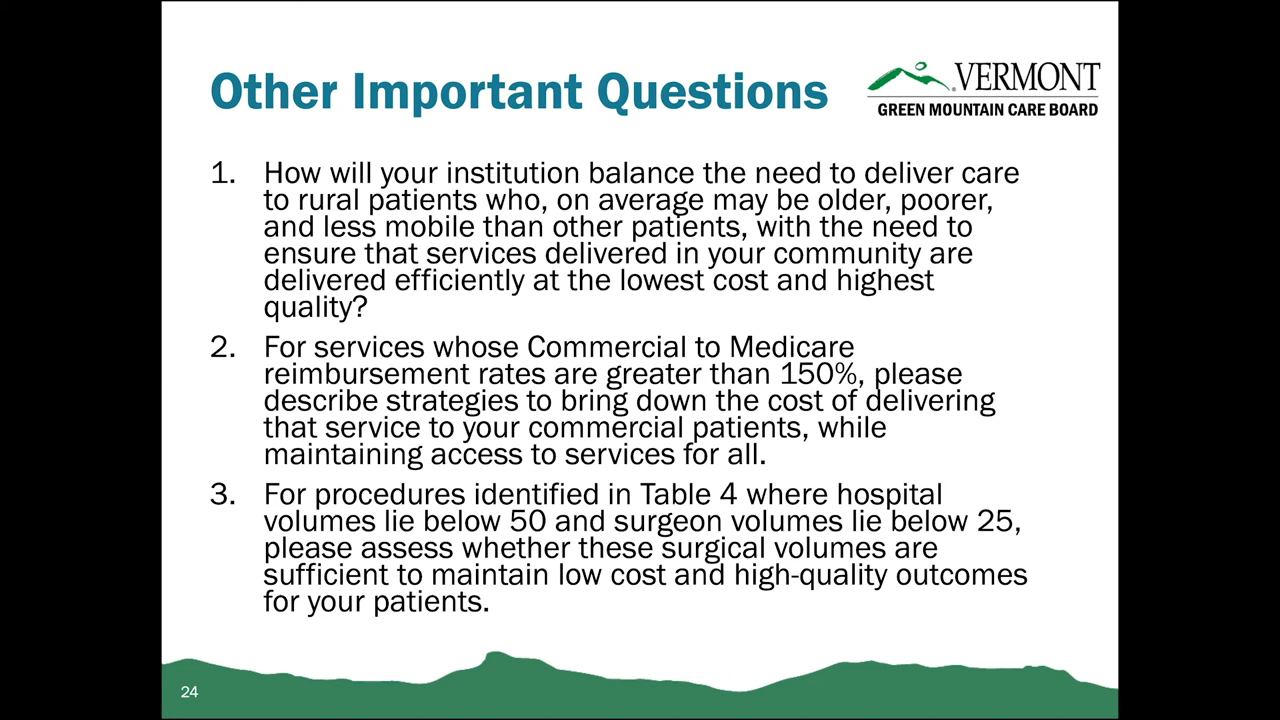 Other Important Questions
VERMONT
GREEN MOUNTAIN CARE BOARD
1. How will your institution balance the need to deliver care
to rural patients who, on average may be older, poorer,
and less mobile than other patients, with the need to
ensure that services delivered in your community are
delivered efficiently at the lowest cost and highest
quality?
2. For services whose Commercial to Medicare
reimbursement rates are greater than 150%, please
describe strategies to bring down the cost of delivering
that service to your commercial patients, while
maintaining access to services for all.
3. For procedures identified in Table 4 where hospital
volumes lie below 50 and surgeon volumes lie below 25,
please assess whether these surgical volumes are
sufficient to maintain low cost and high-quality outcomes
for your patients.
24